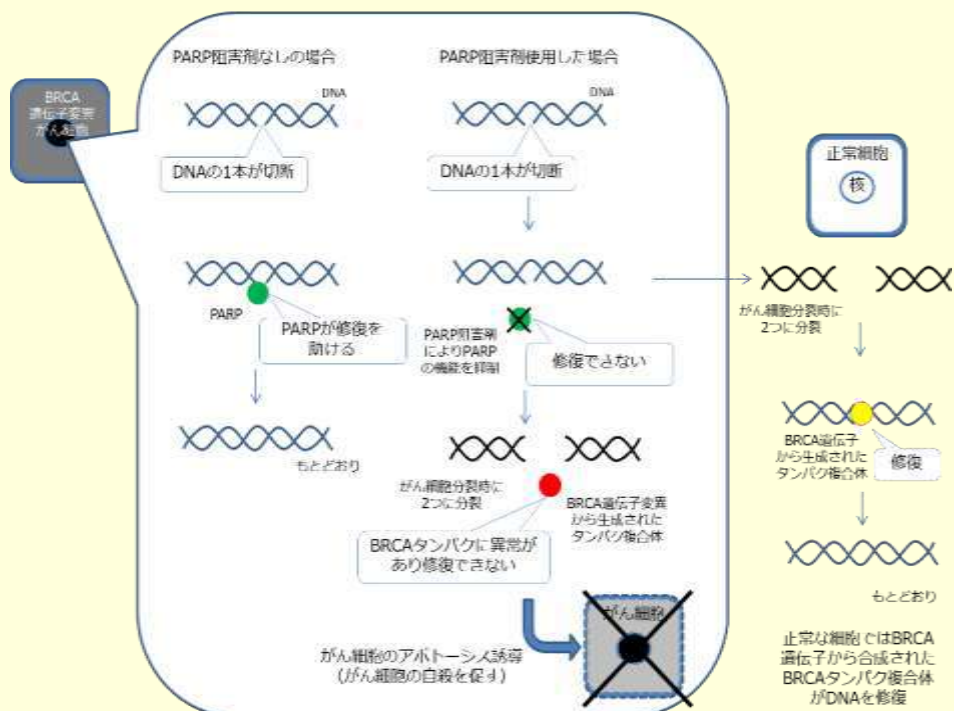 BRCA
遺伝子変異
がん細胞
PARP阻害剤なしの場合
DNA
DNAの1本が切断
PARP
PARPが修復を
助ける
もとどおり
PARP阻害剤使用した場合
DNA
DNAの1本が切断
PARP阻害剤
によりPARP
の機能を抑制
修復できない
がん細胞分裂時に
2つに分裂
BRCA遺伝子変異
から生成された
タンパク複合体
BRCAタンパクに異常が
あり修復できない
がん細胞のアポトーシス誘導
(がん細胞の自殺を促す)
がん細胞
正常細胞
核
がん細胞分裂時に
2つに分裂
BRCA遺伝子
から生成された
タンパク複合体
修復
もとどおり
正常な細胞ではBRCA
遺伝子から合成された
BRCAタンパク複合体
がDNAを修復